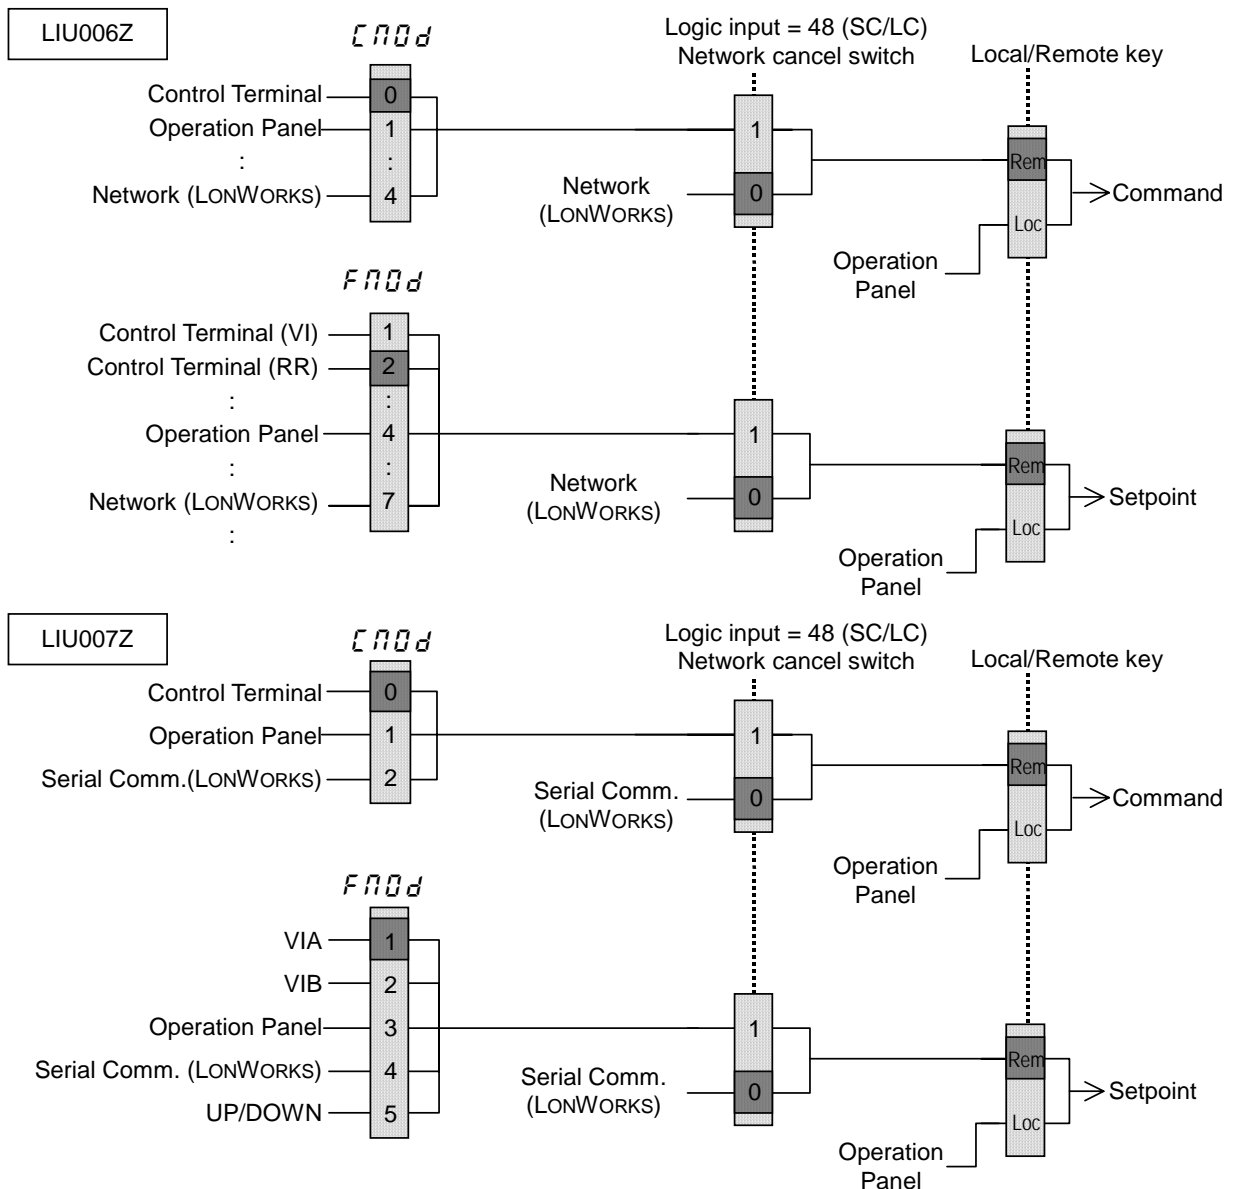 LIU006Z
CMOd
Logic input = 48 (SC/LC)
Network cancel switch
Local/Remote key
Control Terminal
0
Operation Panel
1
:
:
Network (LONWORKS)
4
1
Network
(LONWORKS)
0
Rem
Loc
Command
Operation
Panel
FMOd
Control Terminal (VI)
1
Control Terminal (RR)
2
:
:
Operation Panel
4
:
:
Network (LONWORKS)
7
:
1
Network
(LONWORKS)
0
Rem
Loc
Setpoint
Operation
Panel
LIU007Z
CMOd
Logic input = 48 (SC/LC)
Network cancel switch
Local/Remote key
Control Terminal
0
Operation Panel
1
Serial Comm.(LONWORKS)
2
1
Serial Comm.
(LONWORKS)
0
Rem
Loc
Command
Operation
Panel
FMOd
VIA
1
VIB
2
Operation Panel
3
Serial Comm. (LONWORKS)
4
UP/DOWN
5
1
Serial Comm.
(LONWORKS)
0
Rem
Loc
Setpoint
Operation
Panel